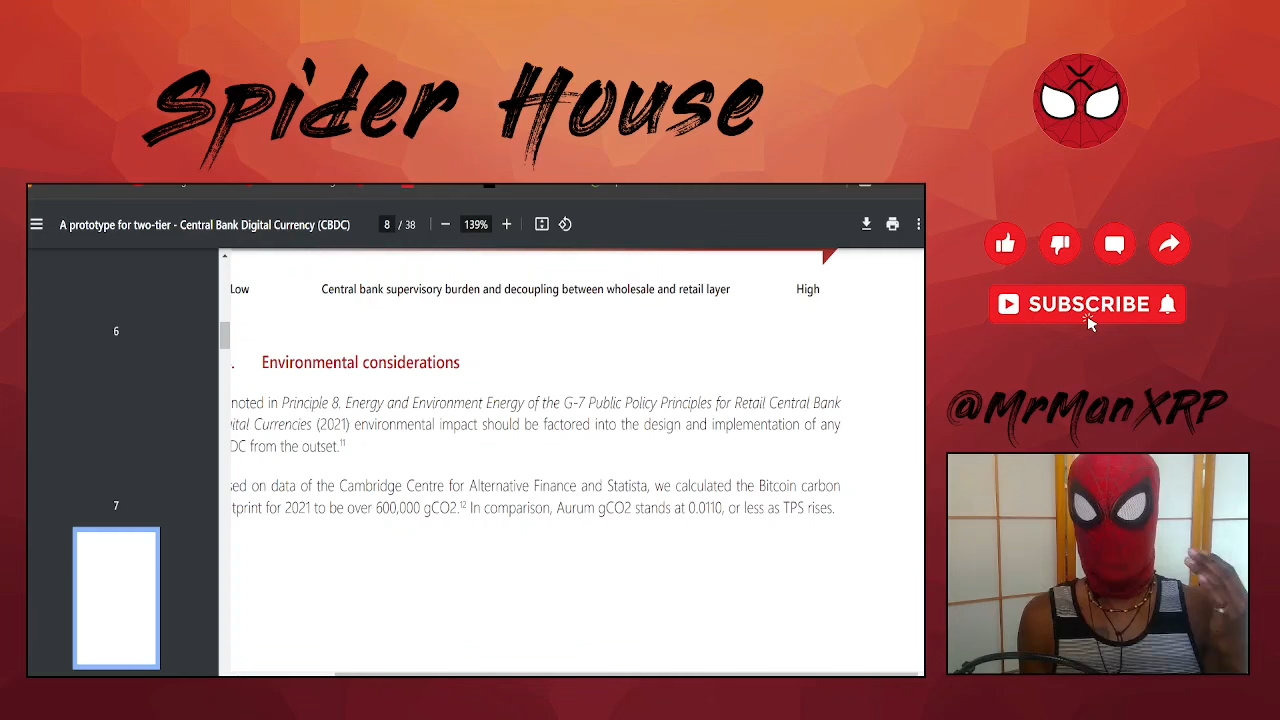 Spider House
A prototype for two-tier - Central Bank Digital Currency (CBDC)
8 / 38
139%
6
7
Low
Central bank supervisory burden and decoupling between wholesale and retail layer
High
. Environmental considerations
noted in Principle 8. Energy and Environment Energy of the G-7 Public Policy Principles for Retail Central Bank
ital Currencies (2021) environmental impact should be factored into the design and implementation of any
DC from the outset.11
sed on data of the Cambridge Centre for Alternative Finance and Statista, we calculated the Bitcoin carbon
tprint for 2021 to be over 600,000 gCO2.12 In comparison, Aurum gCO2 stands at 0.0110, or less as TPS rises.
SUBSCRIBE
@MrManXRP